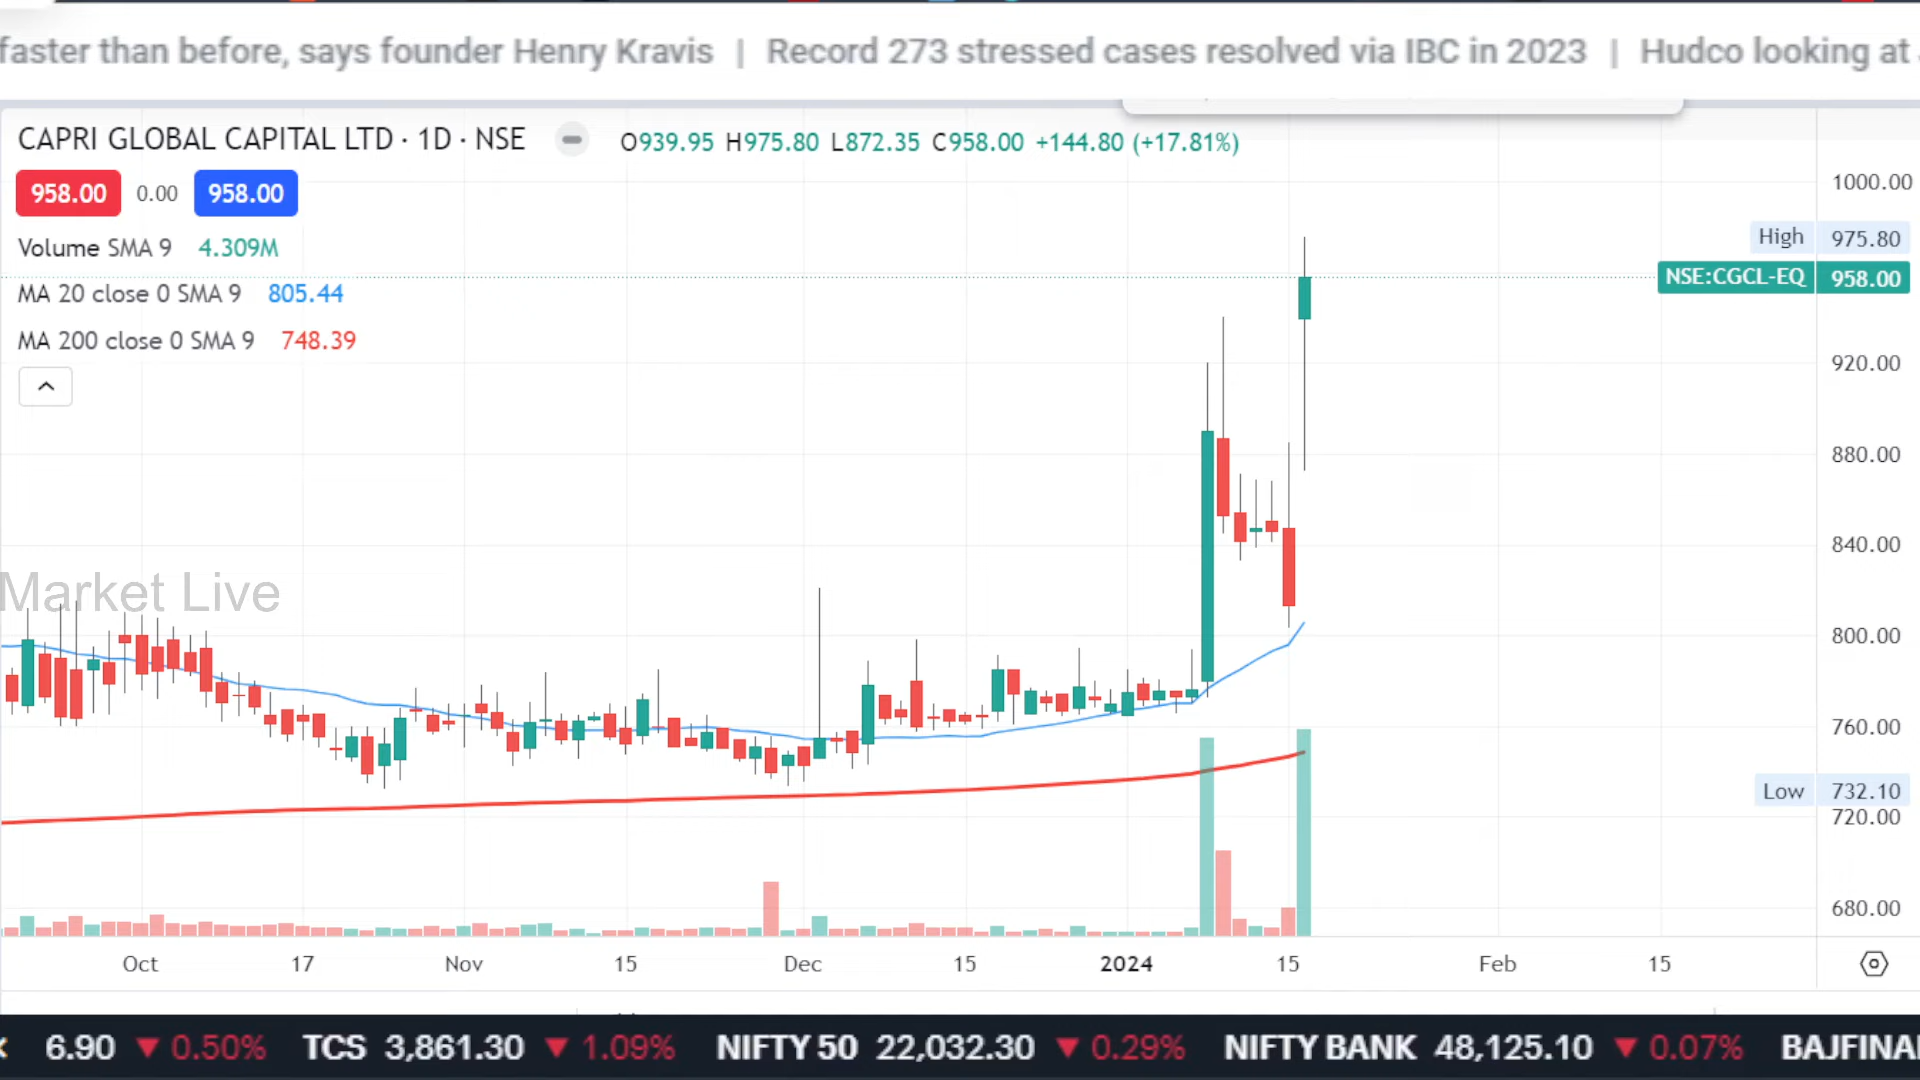 faster than before, says founder Henry Kravis | Record 273 stressed cases resolved via IBC in 2023 | Hudco looking at
CAPRI GLOBAL CAPITAL LTD · 1D · NSE O939.95 H975.80 L872.35 C958.00 +144.80 (+17.81%)
958.00 0.00 958.00
1000.00
High 975.80
Volume SMA 9 4.309M
NSE:CGCL-EQ 958.00
MA 20 close 0 SMA 9 805.44
MA 200 close 0 SMA 9 748.39
920.00
880.00
840.00
Market Live
800.00
760.00
Low 732.10
720.00
680.00
Oct 17 Nov 15 Dec 15 2024 15 Feb 15
6.90 ▼ 0.50% TCS 3,861.30 ▼ 1.09% NIFTY 50 22,032.30 ▼ 0.29% NIFTY BANK 48,125.10 ▼ 0.07% BAJFINA